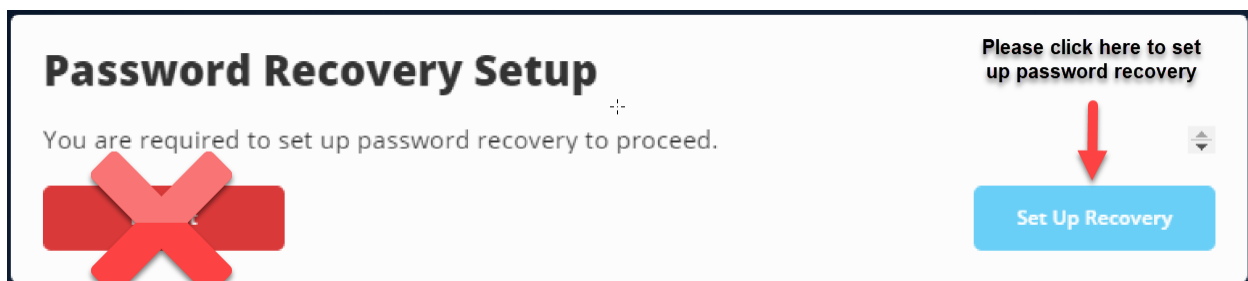 Password Recovery Setup
Please click here to set
up password recovery
You are required to set up password recovery to proceed.
Set Up Recovery